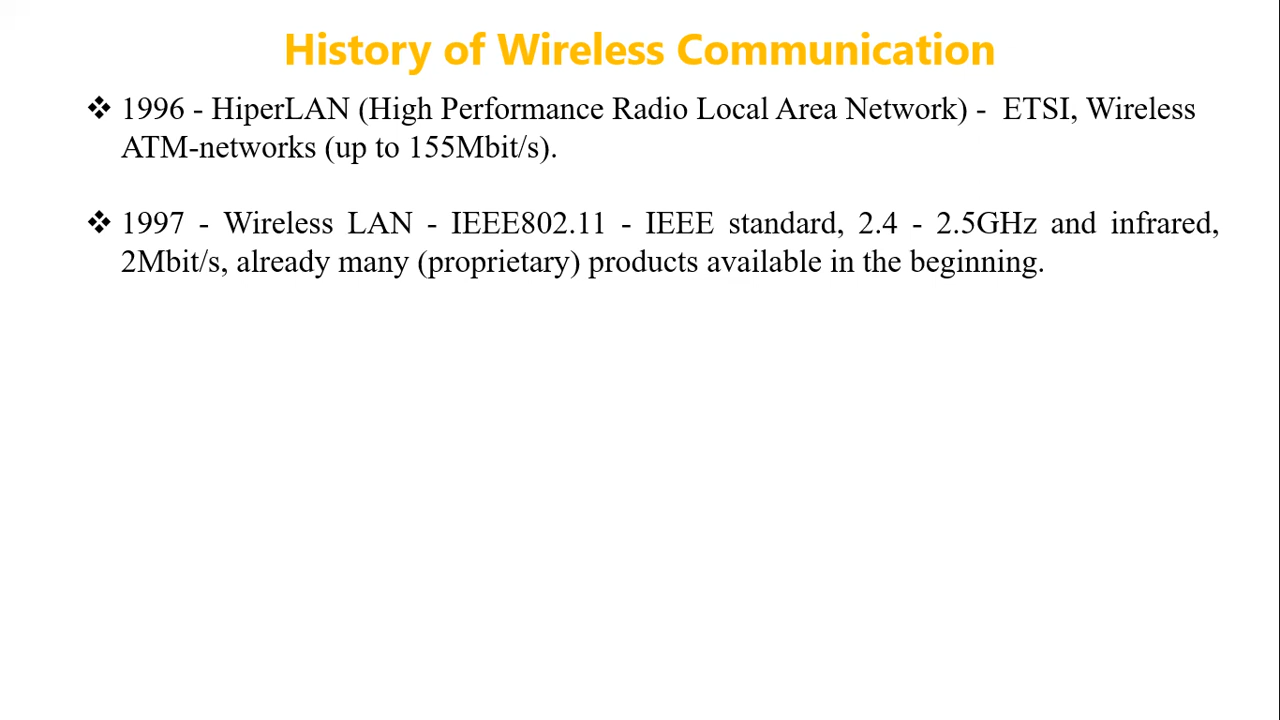 History of Wireless Communication
❖ 1996 - HiperLAN (High Performance Radio Local Area Network) - ETSI, Wireless
ATM-networks (up to 155Mbit/s).
❖ 1997 - Wireless LAN - IEEE802.11 - IEEE standard, 2.4 - 2.5GHz and infrared,
2Mbit/s, already many (proprietary) products available in the beginning.